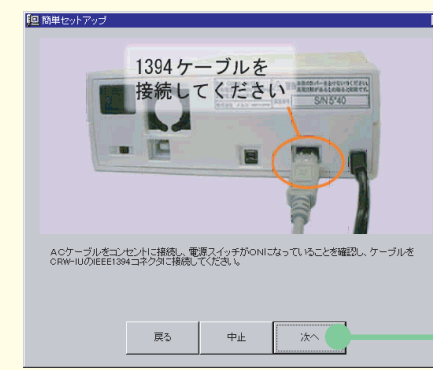 簡単セットアップ
1394ケーブルを
接続してください
S/N 5*40
ACケーブルをコンセントに接続し、電源スイッチがONになっていることを確認し、ケーブルを
CRW-IUのIEEE1394コネクタに接続してください。
戻る
中止
次へ